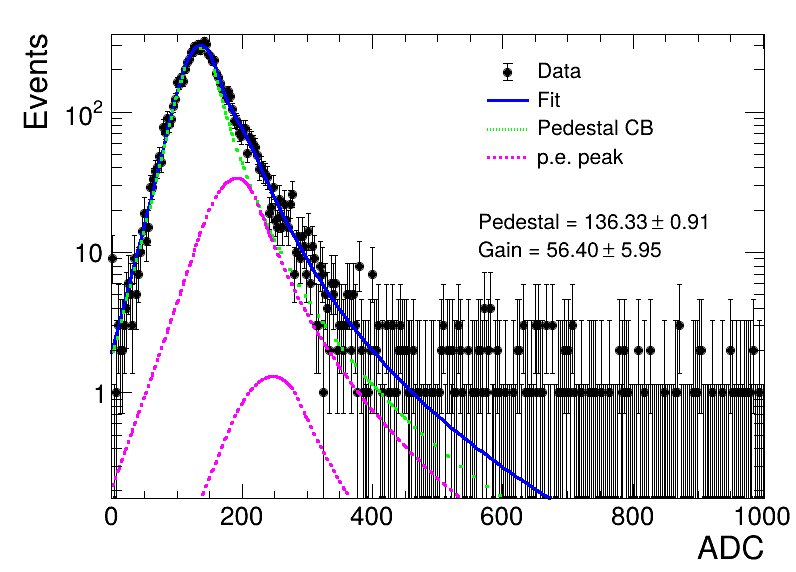 Events
10²
10
1
Data
Fit
Pedestal CB
p.e. peak
Pedestal = 136.33 ± 0.91
Gain = 56.40 ± 5.95
0 200 400 600 800 1000
ADC